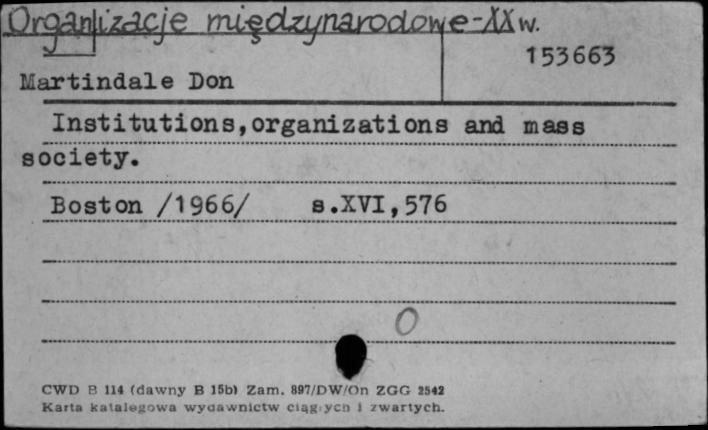 Organizacje międzynarodowe-XX w.
153663
Martindale Don
Institutions,organizations and mass
society.
Boston /1966/ s.XVI,576
0
CWD B 114 (dawny B 15b) Zam. 897/DW/On ZGG 2542
Karta katalegowa wydawnictw ciągłych i zwartych.